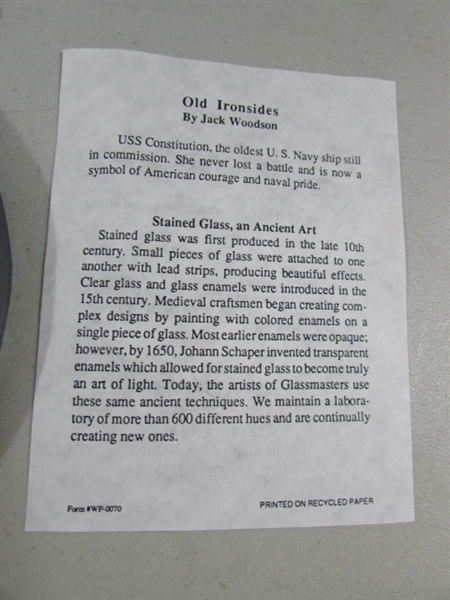 Old Ironsides
By Jack Woodson
USS Constitution, the oldest U. S. Navy ship still
in commission. She never lost a battle and is now a
symbol of American courage and naval pride.
Stained Glass, an Ancient Art
Stained glass was first produced in the late 10th
century. Small pieces of glass were attached to one
another with lead strips, producing beautiful effects.
Clear glass and glass enamels were introduced in the
15th century. Medieval craftsmen began creating com-
plex designs by painting with colored enamels on a
single piece of glass. Most earlier enamels were opaque;
however, by 1650, Johann Schaper invented transparent
enamels which allowed for stained glass to become truly
an art of light. Today, the artists of Glassmasters use
these same ancient techniques. We maintain a labora-
tory of more than 600 different hues and are continually
creating new ones.
Form #WP-0070
PRINTED ON RECYCLED PAPER